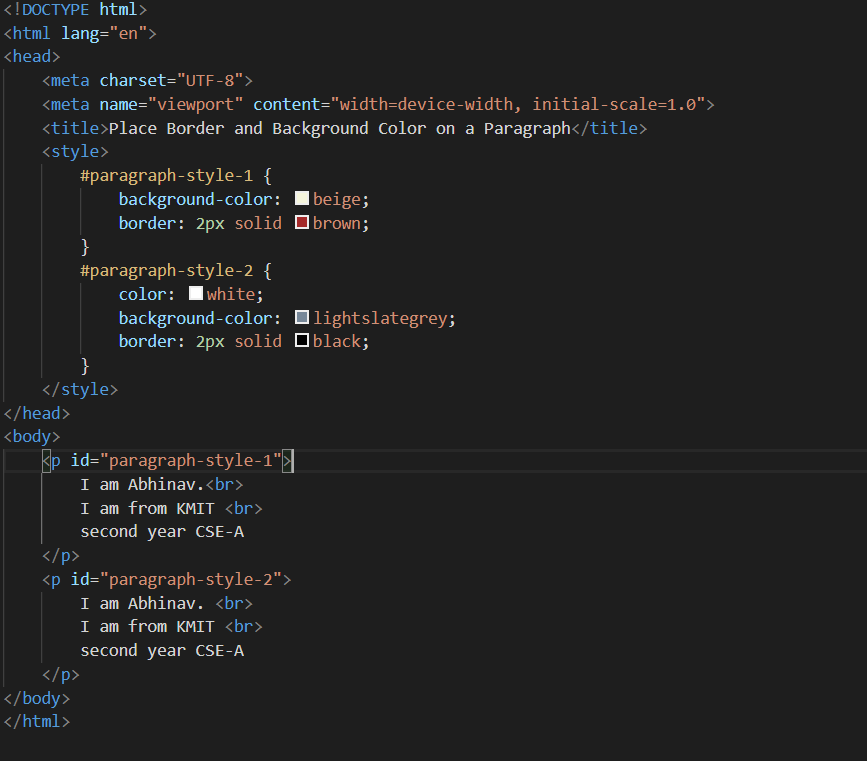 <!DOCTYPE html>
<html lang="en">
<head>
    <meta charset="UTF-8">
    <meta name="viewport" content="width=device-width, initial-scale=1.0">
    <title>Place Border and Background Color on a Paragraph</title>
    <style>
        #paragraph-style-1 {
            background-color: beige;
            border: 2px solid brown;
        }
        #paragraph-style-2 {
            color: white;
            background-color: lightslategrey;
            border: 2px solid black;
        }
    </style>
</head>
<body>
    <p id="paragraph-style-1">
        I am Abhinav.<br>
        I am from KMIT <br>
        second year CSE-A
    </p>
    <p id="paragraph-style-2">
        I am Abhinav. <br>
        I am from KMIT <br>
        second year CSE-A
    </p>
</body>
</html>